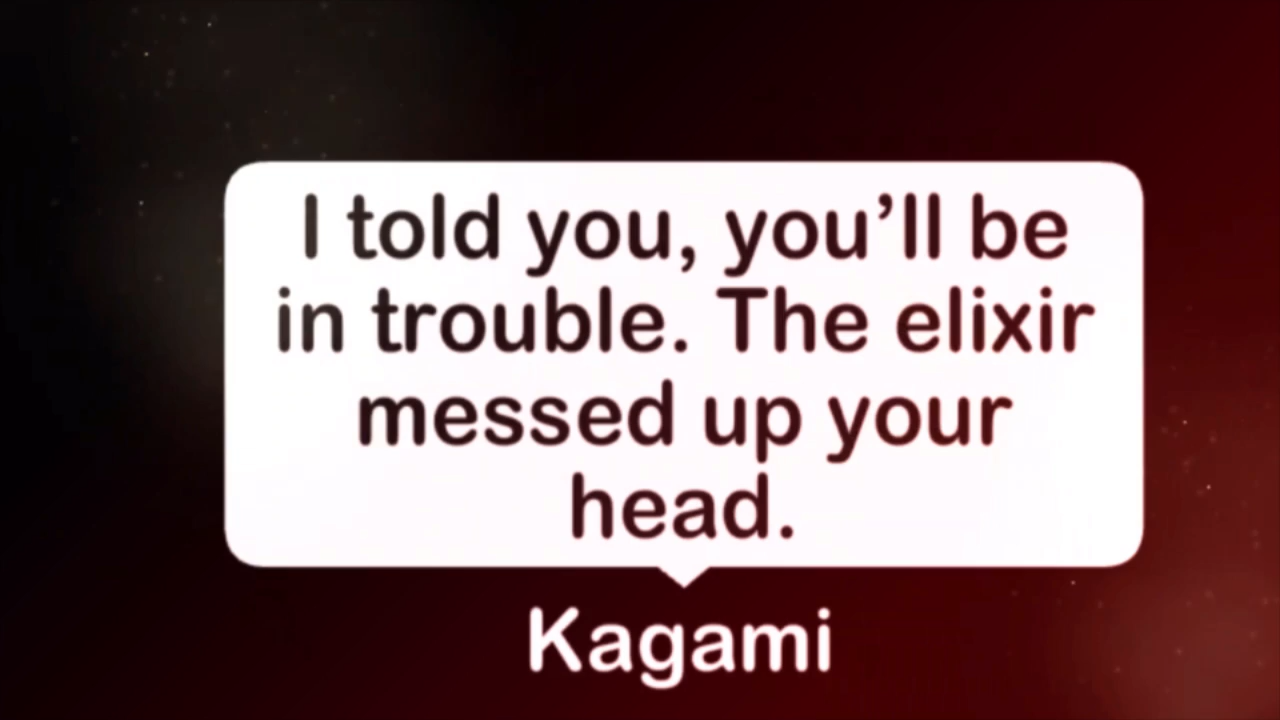 I told you, you’ll be
in trouble. The elixir
messed up your
head.
Kagami